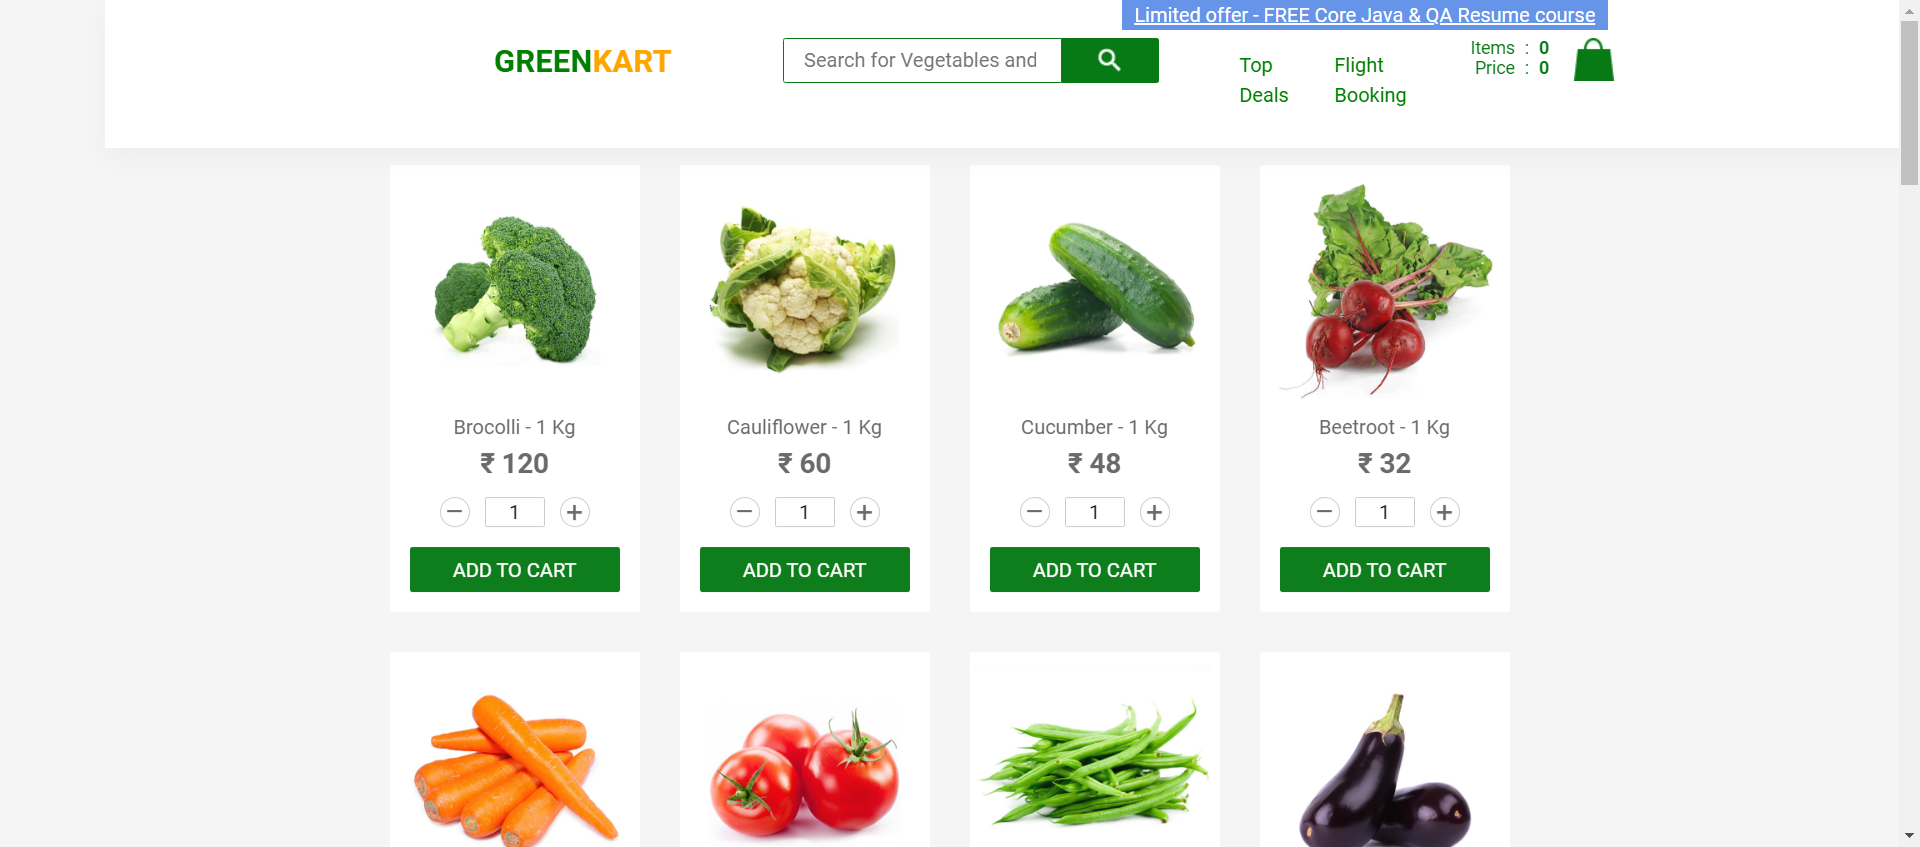 Limited offer - FREE Core Java & QA Resume course
GREENKART
Search for Vegetables and
Top
Deals
Flight
Booking
Items : 0
Price : 0
Brocolli - 1 Kg
₹ 120
1
ADD TO CART
Cauliflower - 1 Kg
₹ 60
1
ADD TO CART
Cucumber - 1 Kg
₹ 48
1
ADD TO CART
Beetroot - 1 Kg
₹ 32
1
ADD TO CART